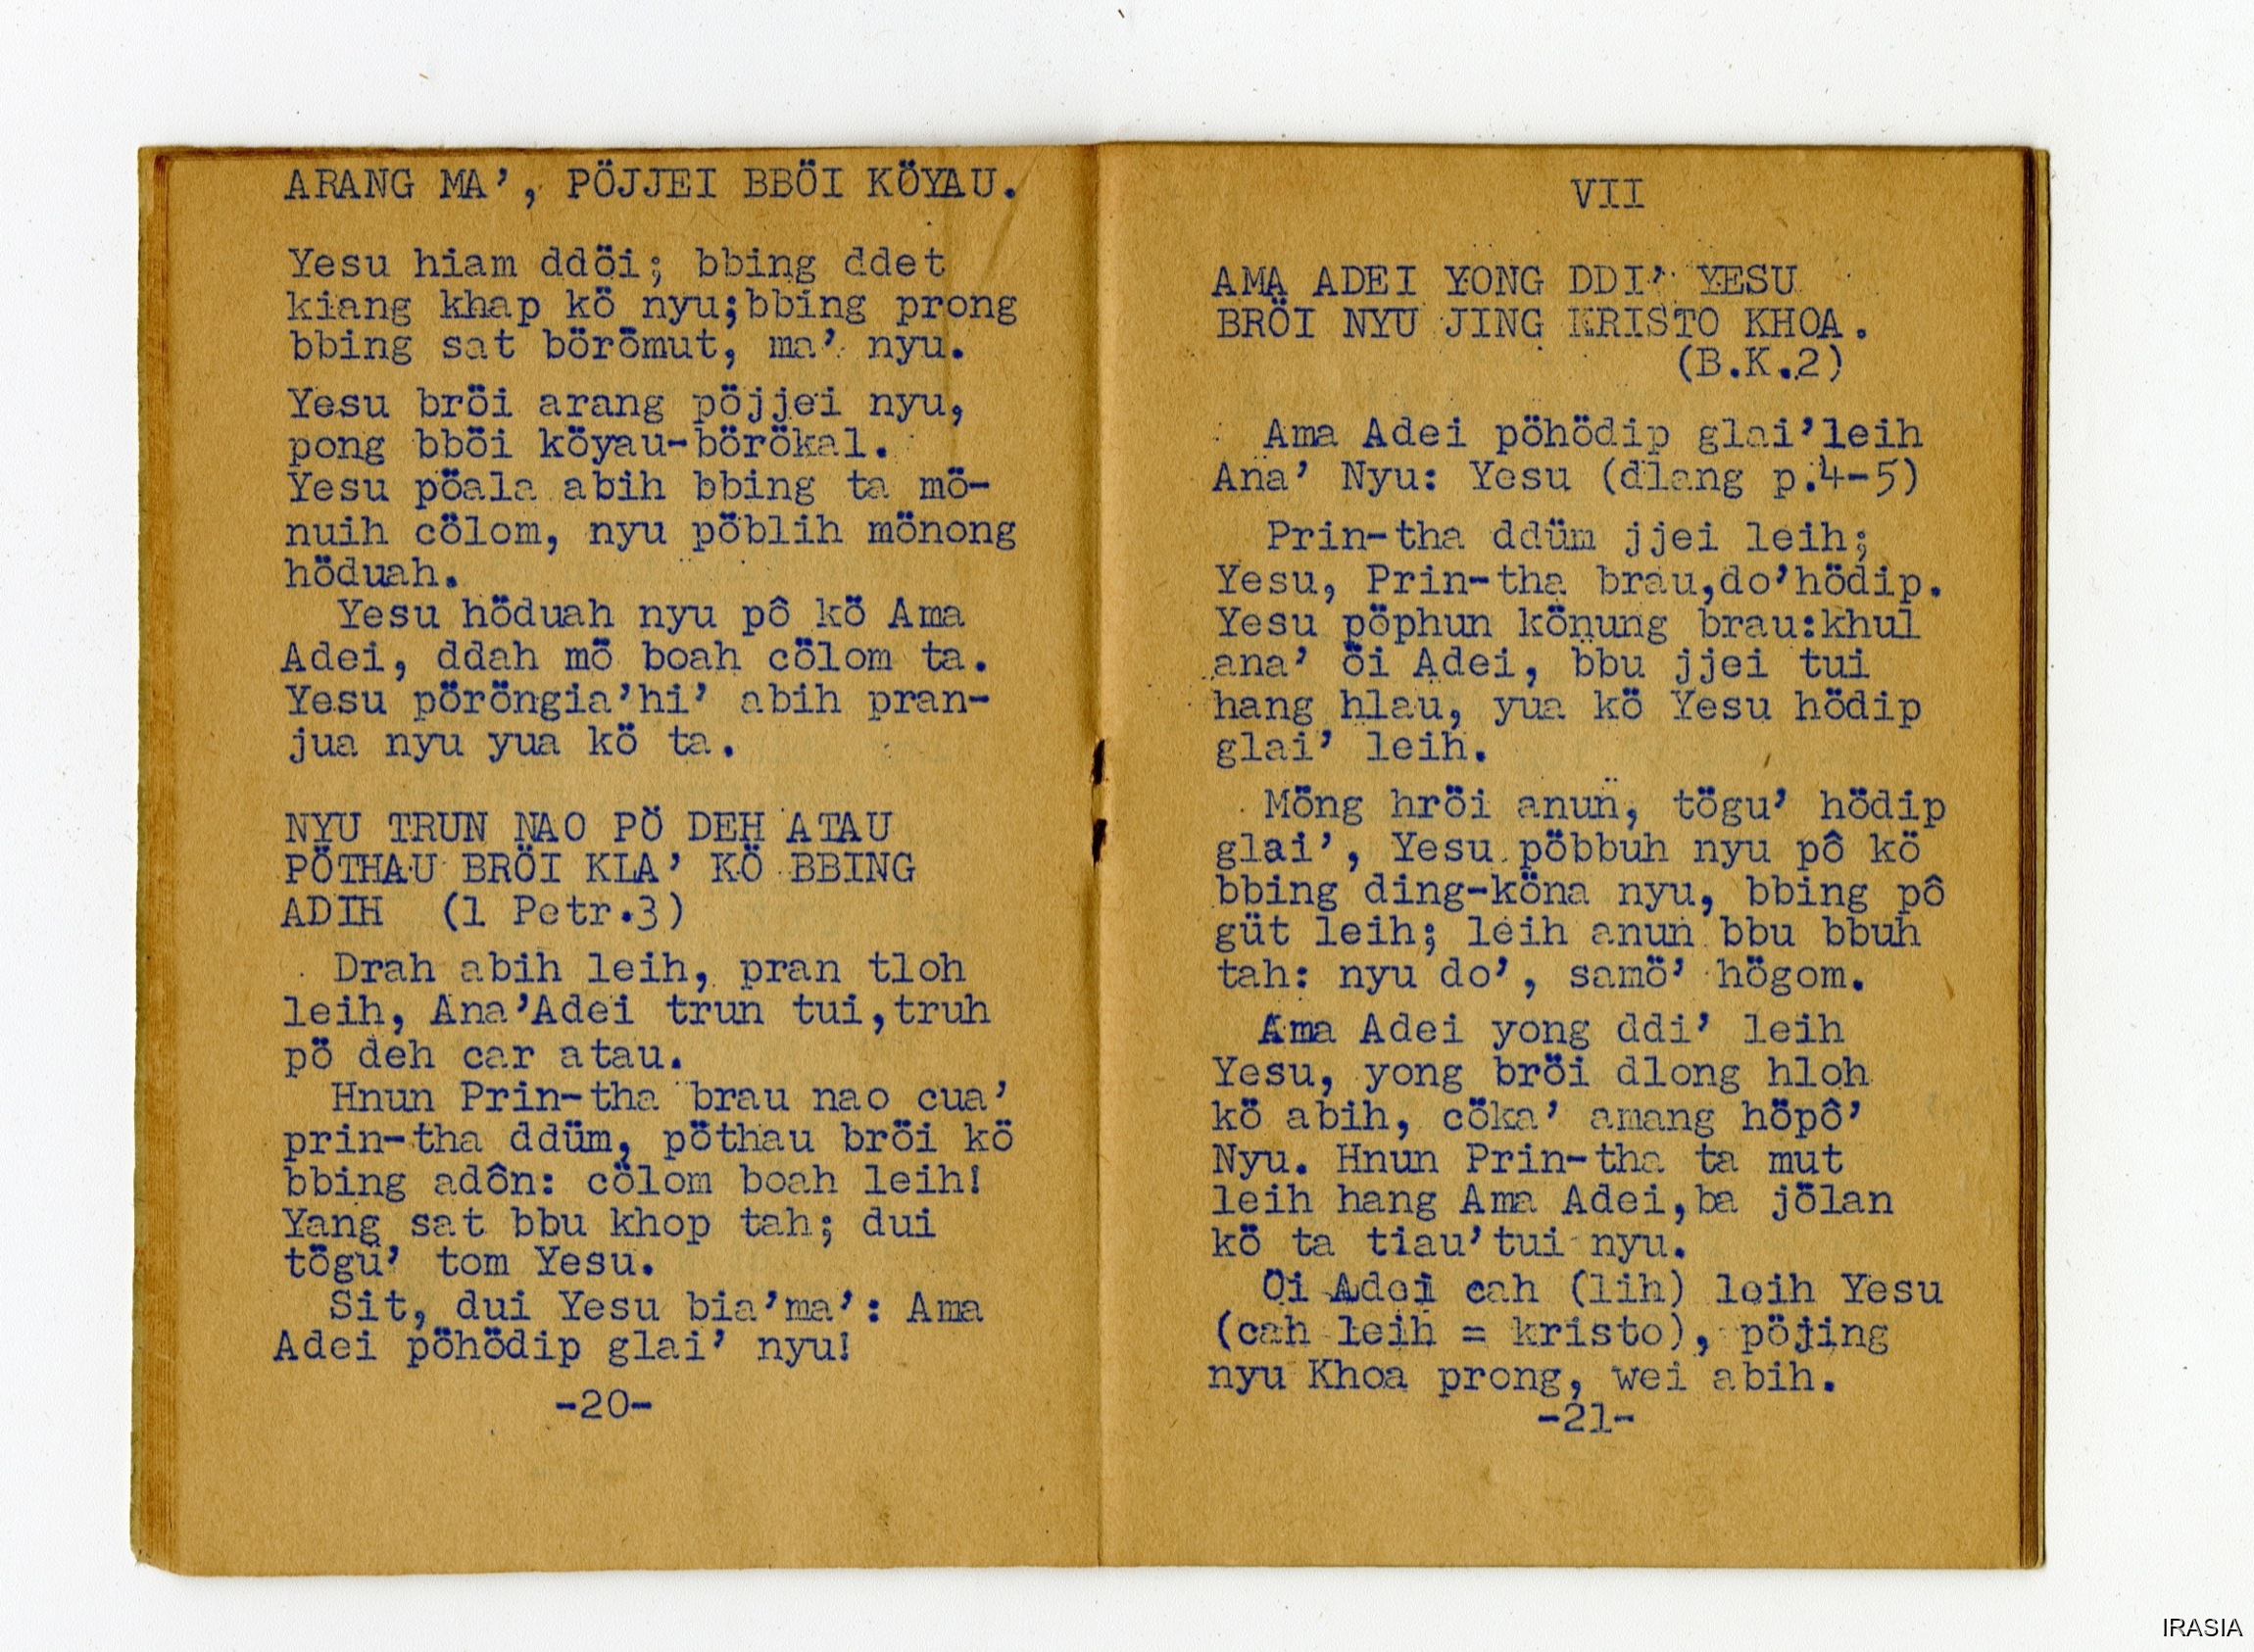 ARANG MA', PÖJJEI BBÖI KÖYAU.
Yesu hiam ddöi; bbing ddet
kiang khap kö nyu;bbing prong
bbing sat börömut, ma' nyu.
Yesu bröi arang pöjjei nyu,
pong bböi köyau-börökal.
Yesu pöala abih bbing ta mö-
nuih cölom, nyu pöblih mönong
höduah.
Yesu höduah nyu pô kö Ama
Adei, ddah mö boah cölom ta.
Yesu pöröngia'hi' abih pran-
jua nyu yua kö ta.
NYU TRUN NAO PÖ DEH ATAU
PÖTHAU BRÖI KLA' KÖ BBING
ADIH (1 Petr.3)
Drah abih leih, pran tloh
leih, Ana'Adei trun tui,truh
pö deh car atau.
Hnun Prin-tha brau nao cua'
prin-tha ddüm, pöthau bröi kö
bbing adôn: cölom boah leih!
Yang sat bbu khop tah; dui
tögu' tom Yesu.
Sit, dui Yesu bia'ma': Ama
Adei pöhödip glai' nyu!
-20-
VII
AMA ADEI YONG DDI' YESU
BRÖI NYU JING KRISTO KHOA.
(B.K.2)
Ama Adei pöhödip glai'leih
Ana' Nyu: Yesu (dlang p.4-5)
Prin-tha ddüm jjei leih;
Yesu, Prin-tha brau,do'hödip.
Yesu pöphun könung brau:khul
ana' öi Adei, bbu jjei tui
hang hlau, yua kö Yesu hödip
glai' leih.
Möng hröi anun, tögu' hödip
glai', Yesu pöbbuh nyu pô kö
bbing ding-köna nyu, bbing pô
güt leih; leih anun bbu bbuh
tah: nyu do', samö' högom.
Ama Adei yong ddi' leih
Yesu, yong bröi dlong hloh
kö abih, cöka' amang höpô'
Nyu. Hnun Prin-tha ta mut
leih hang Ama Adei,ba jölan
kö ta tiau'tui nyu.
Öi Adei cah (lih) leih Yesu
(cah leih = kristo), pöjing
nyu Khoa prong, wei abih.
-21-
IRASIA